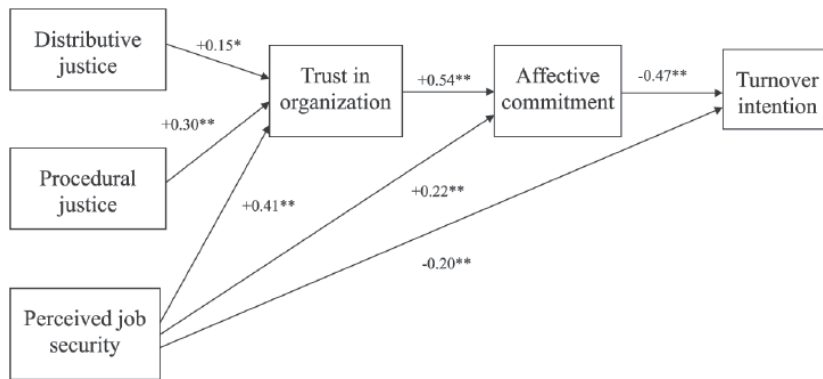 Distributive
justice
+0.15*
Trust in
organization
+0.54**
Affective
commitment
-0.47**
Turnover
intention
+0.30**
Procedural
justice
+0.41**
+0.22**
-0.20**
Perceived job
security